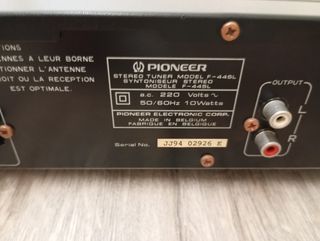 TIONS
ENNES À LEUR BORNE
TIONNER L'ANTENNE
OIT OU LA RECEPTION
EST OPTIMALE.
PIONEER
STEREO TUNER MODEL F-445L
SYNTONISEUR STEREO
MODELE F-445L
a.c. 220 Volts ~
50/60Hz 10Watts
PIONEER ELECTRONIC CORP.
MADE IN BELGIUM
FABRIQUE EN BELGIQUE
Serial No. JJ94 02926 E
OUTPUT
L
R